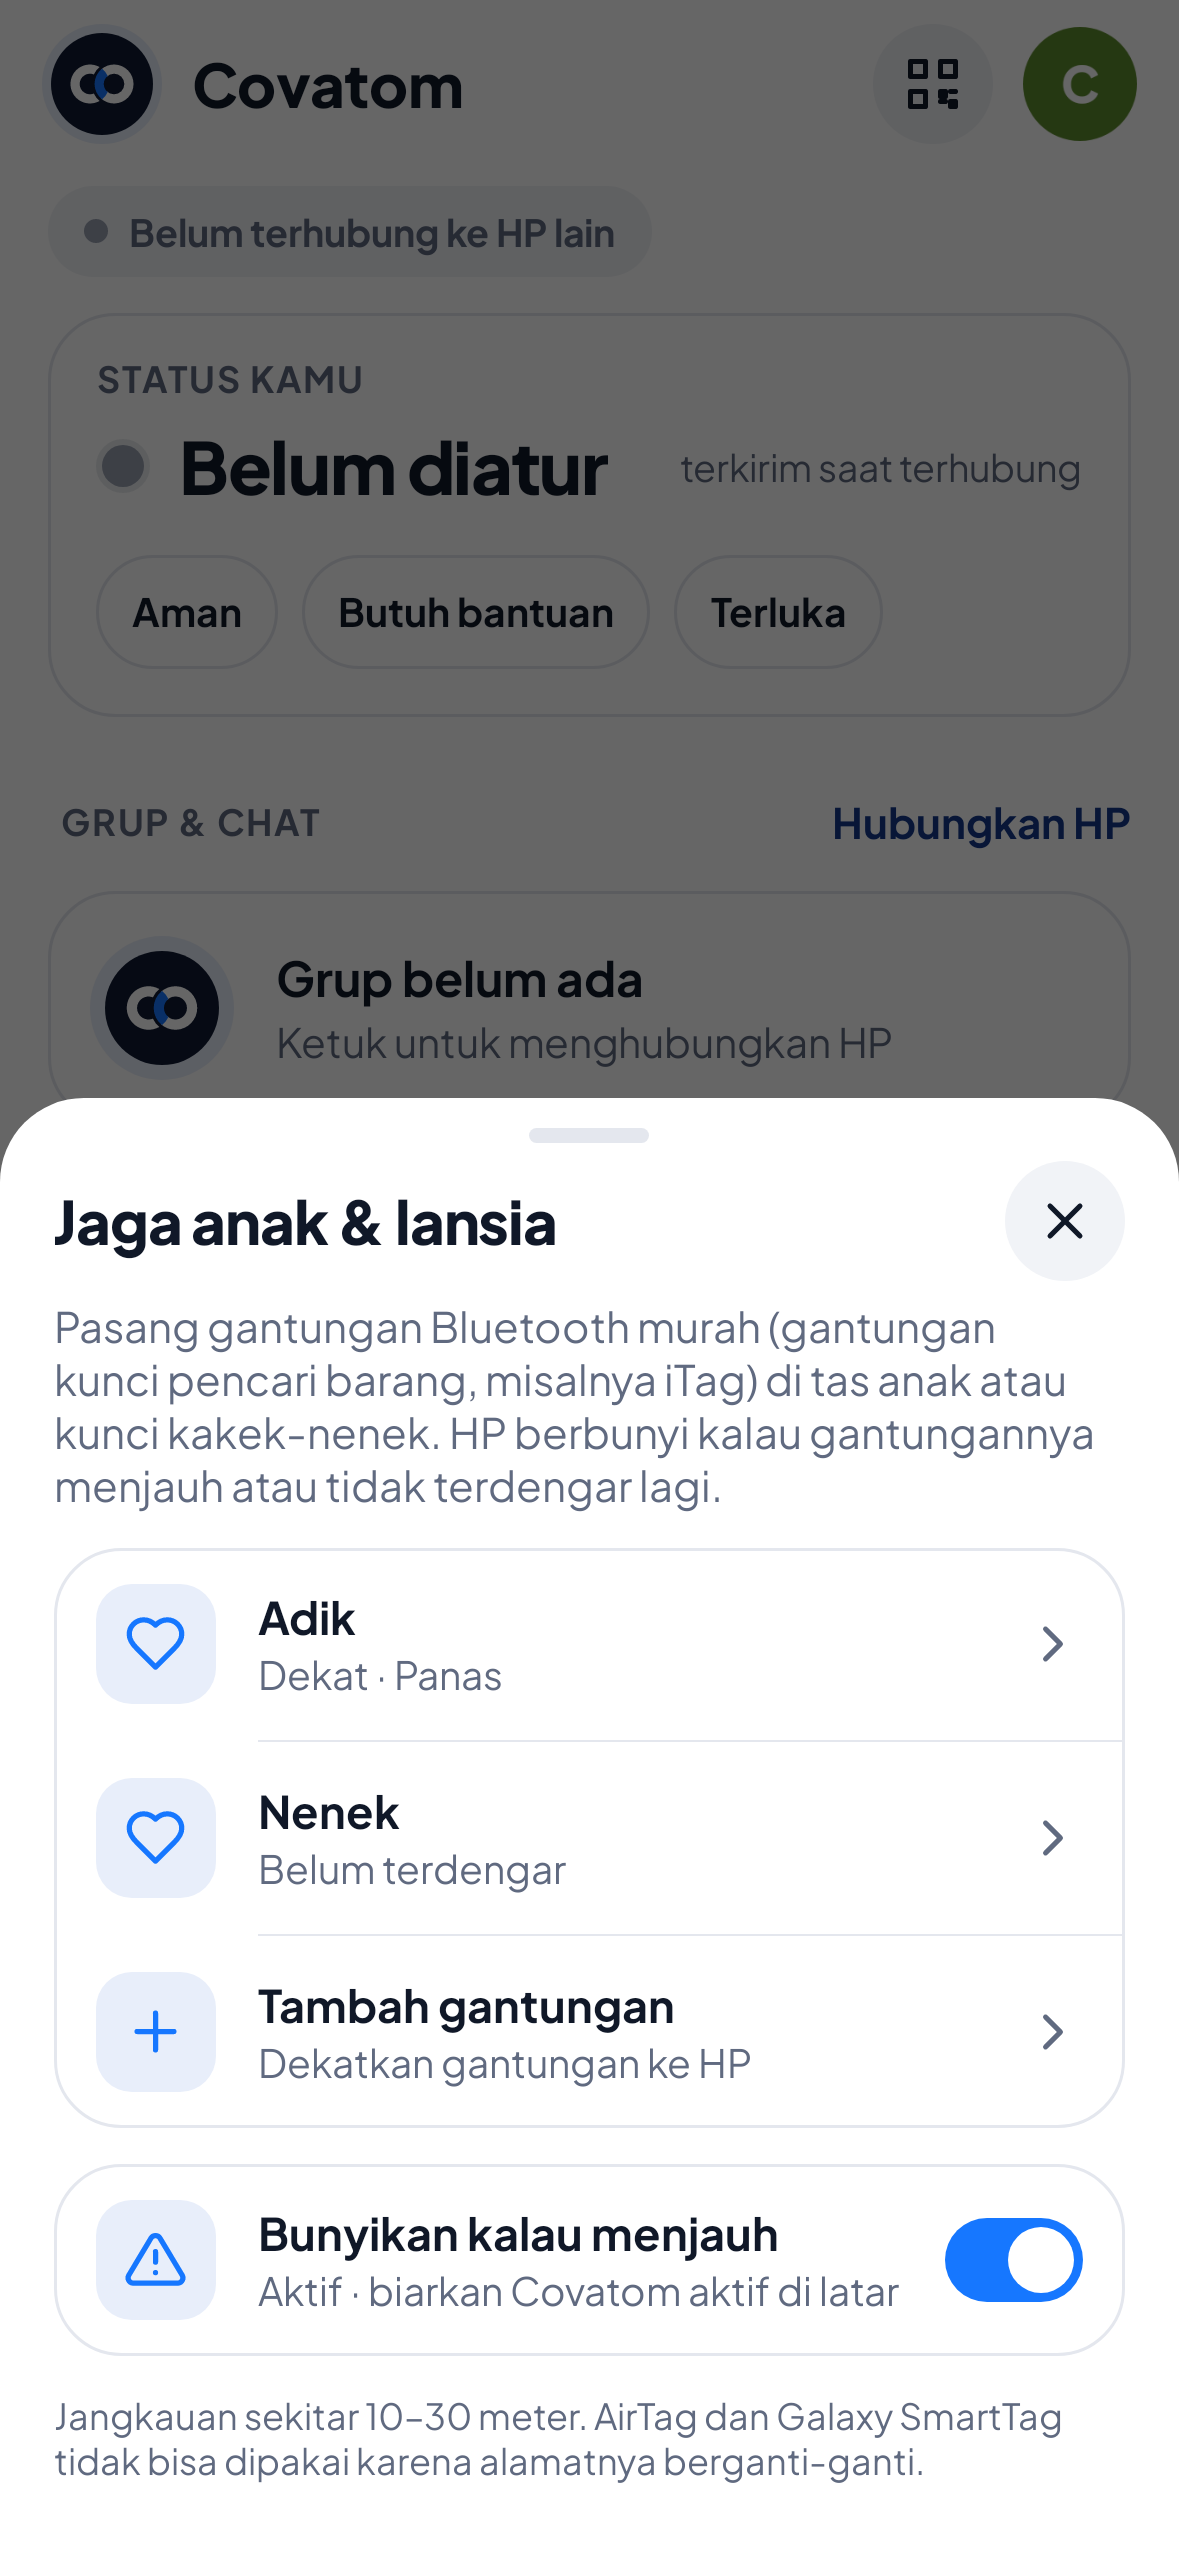 Covatom
C
Belum terhubung ke HP lain
STATUS KAMU
Belum diatur
terkirim saat terhubung
Aman
Butuh bantuan
Terluka
GRUP & CHAT
Hubungkan HP
Grup belum ada
Ketuk untuk menghubungkan HP
Jaga anak & lansia
Pasang gantungan Bluetooth murah (gantungan
kunci pencari barang, misalnya iTag) di tas anak atau
kunci kakek-nenek. HP berbunyi kalau gantungannya
menjauh atau tidak terdengar lagi.
Adik
Dekat · Panas
Nenek
Belum terdengar
Tambah gantungan
Dekatkan gantungan ke HP
Bunyikan kalau menjauh
Aktif · biarkan Covatom aktif di latar
Jangkauan sekitar 10–30 meter. AirTag dan Galaxy SmartTag
tidak bisa dipakai karena alamatnya berganti-ganti.